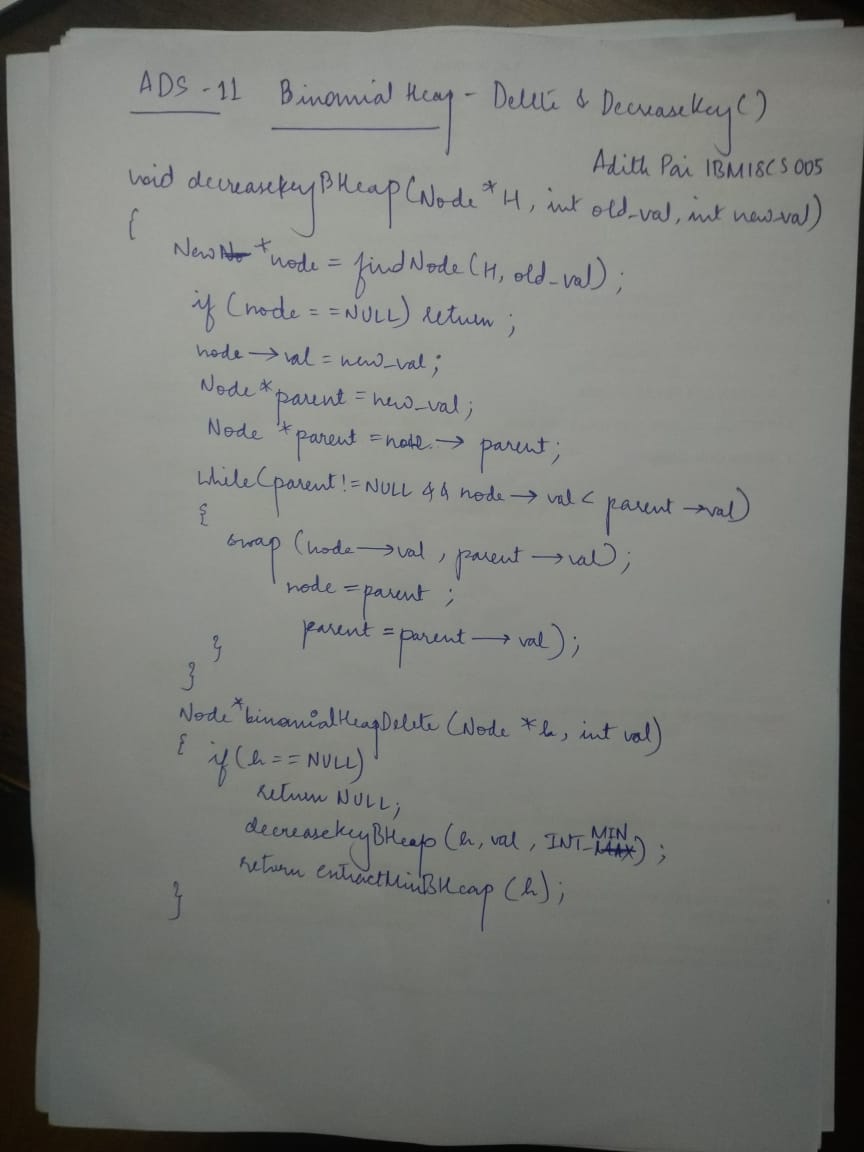 ADS -11 Binomial Heap - Delete & DecreaseKey()
Adith Pai 1BM18CS005
void decreasekeyBHeap(Node *H, int old_val, int new_val)
{
New No *node = findNode(H, old_val);
if (node = = NULL) return ;
node → val = new_val;
Node * parent = new_val;
Node * parent = node → parent;
while(parent != NULL && node → val < parent → val)
{
swap (node → val , parent → val);
node = parent ;
parent = parent → val);
}
}
Node *binomialHeapDelete (Node *h, int val)
{ if (h = = NULL)
return NULL;
decreasekeyBHeap (h, val , INT_MAX MIN) ;
return extractMinBHeap (h);
}